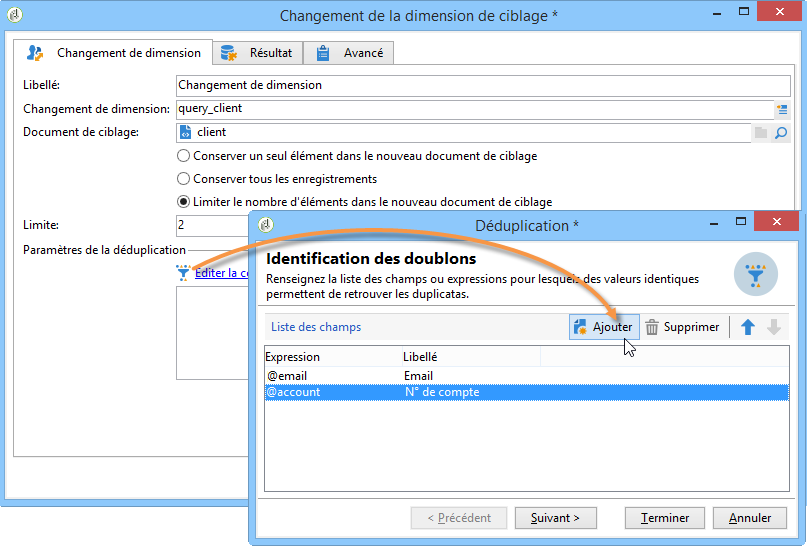 Changement de la dimension de ciblage *
Changement de dimension
Résultat
Avancé
Libellé:
Changement de dimension
Changement de dimension:
query_client
Document de ciblage:
client
Conserver un seul élément dans le nouveau document de ciblage
Conserver tous les enregistrements
Limiter le nombre d'éléments dans le nouveau document de ciblage
Limite:
2
Paramètres de la déduplication
Editer la
Déduplication *
Identification des doublons
Renseignez la liste des champs ou expressions pour lesquels des valeurs identiques
permettent de retrouver les duplicatas.
Liste des champs
Ajouter
Supprimer
Expression
Libellé
@email
Email
@account
N° de compte
< Précédent
Suivant >
Terminer
Annuler